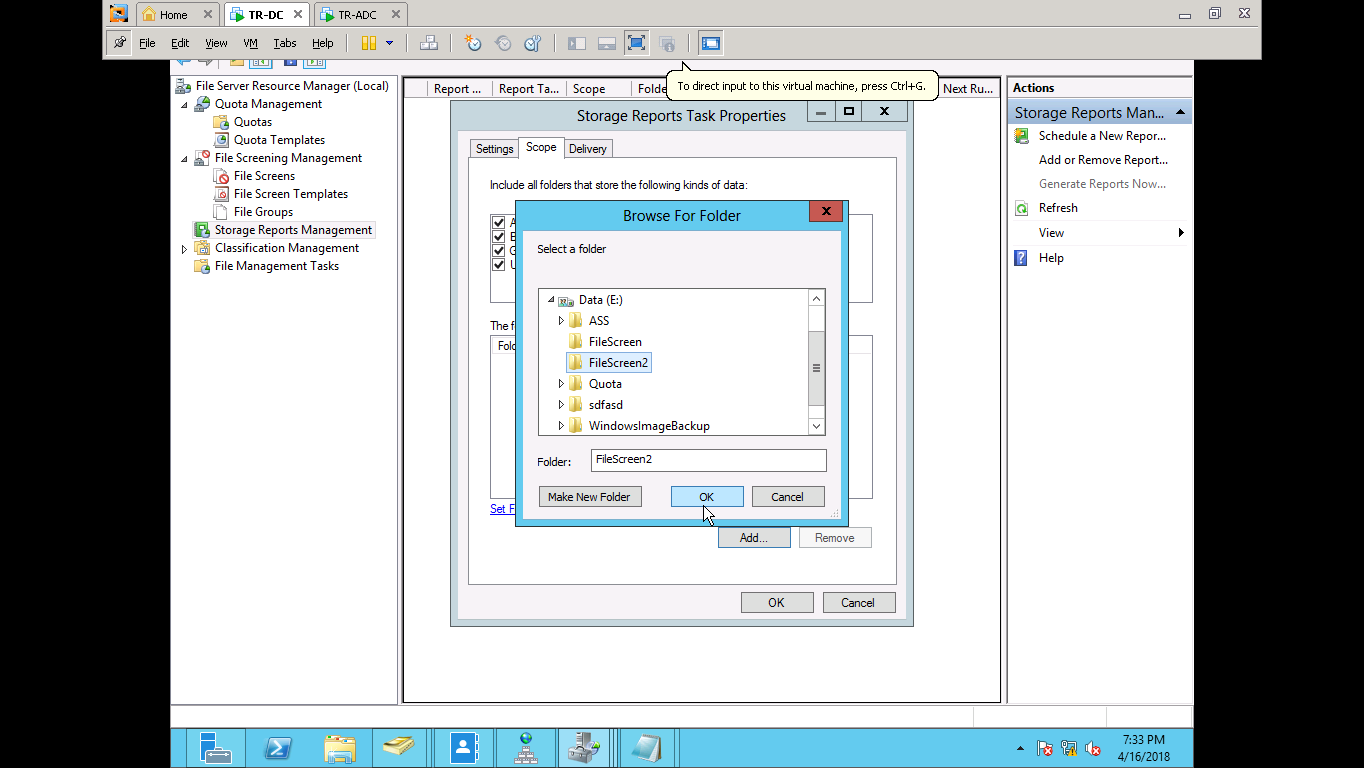 Home
TR-DC
TR-ADC
File Edit View VM Tabs Help
To direct input to this virtual machine, press Ctrl+G.
File Server Resource Manager (Local)
Quota Management
Quotas
Quota Templates
File Screening Management
File Screens
File Screen Templates
File Groups
Storage Reports Management
Classification Management
File Management Tasks
Report ... Report Ta... Scope Folde Next Ru...
Storage Reports Task Properties
Settings Scope Delivery
Include all folders that store the following kinds of data:
The f
Fold
Set F
Add... Remove
OK Cancel
Browse For Folder
Select a folder
Data (E:)
ASS
FileScreen
FileScreen2
Quota
sdfasd
WindowsImageBackup
Folder: FileScreen2
Make New Folder OK Cancel
Actions
Storage Reports Man...
Schedule a New Repor...
Add or Remove Report...
Generate Reports Now...
Refresh
View
Help
7:33 PM
4/16/2018